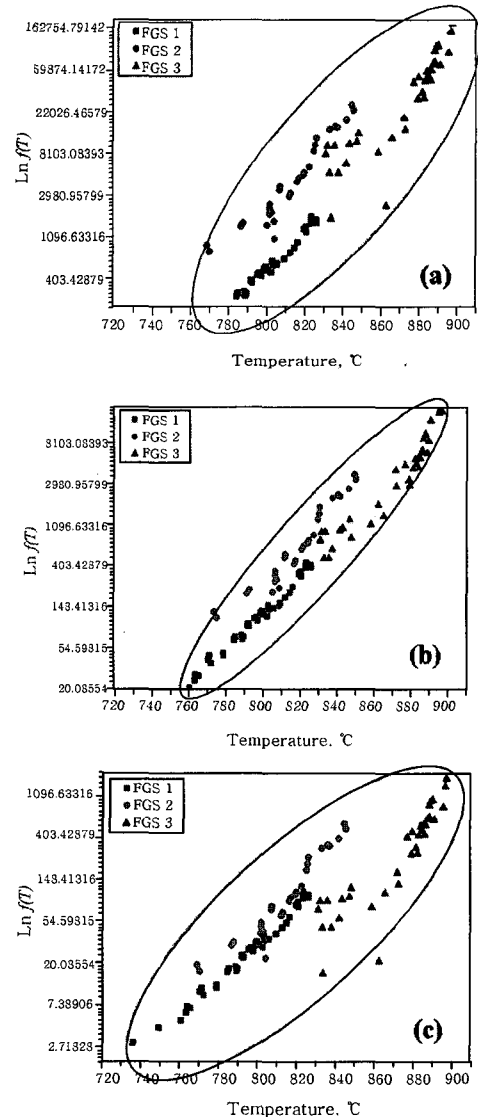 162754.79142
59874.14172
22026.46579
8103.08393
2980.95799
1096.63316
403.42879
Ln f(T)
FGS 1
FGS 2
FGS 3
(a)
720 740 760 780 800 820 840 860 880 900
Temperature, ℃
3103.08393
2980.95799
1096.63316
403.42879
143.41316
54.59815
20.08554
Ln f(T)
FGS 1
FGS 2
FGS 3
(b)
720 740 760 780 800 820 840 860 880 900
Temperature. ℃
1096.63316
403.42879
143.41316
54.59815
20.03554
7.38906
2.71828
Ln f(T)
FGS 1
FGS 2
FGS 3
(c)
720 740 760 780 800 820 840 860 880 900
Temperature. ℃